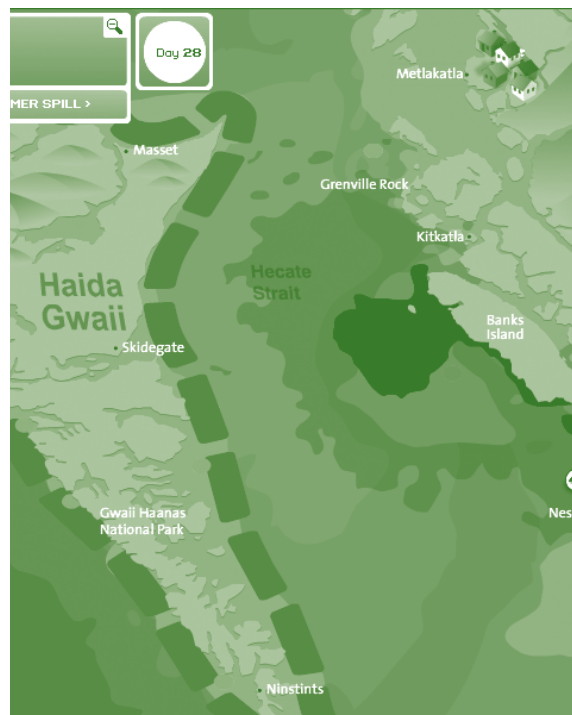 Day 28
MER SPILL >
Metlakatla
Masset
Grenville Rock
Kitkatla
Hecate
Strait
Haida
Gwaii
Banks
Island
Skidegate
Gwaii Haanas
National Park
Nes
Ninstints